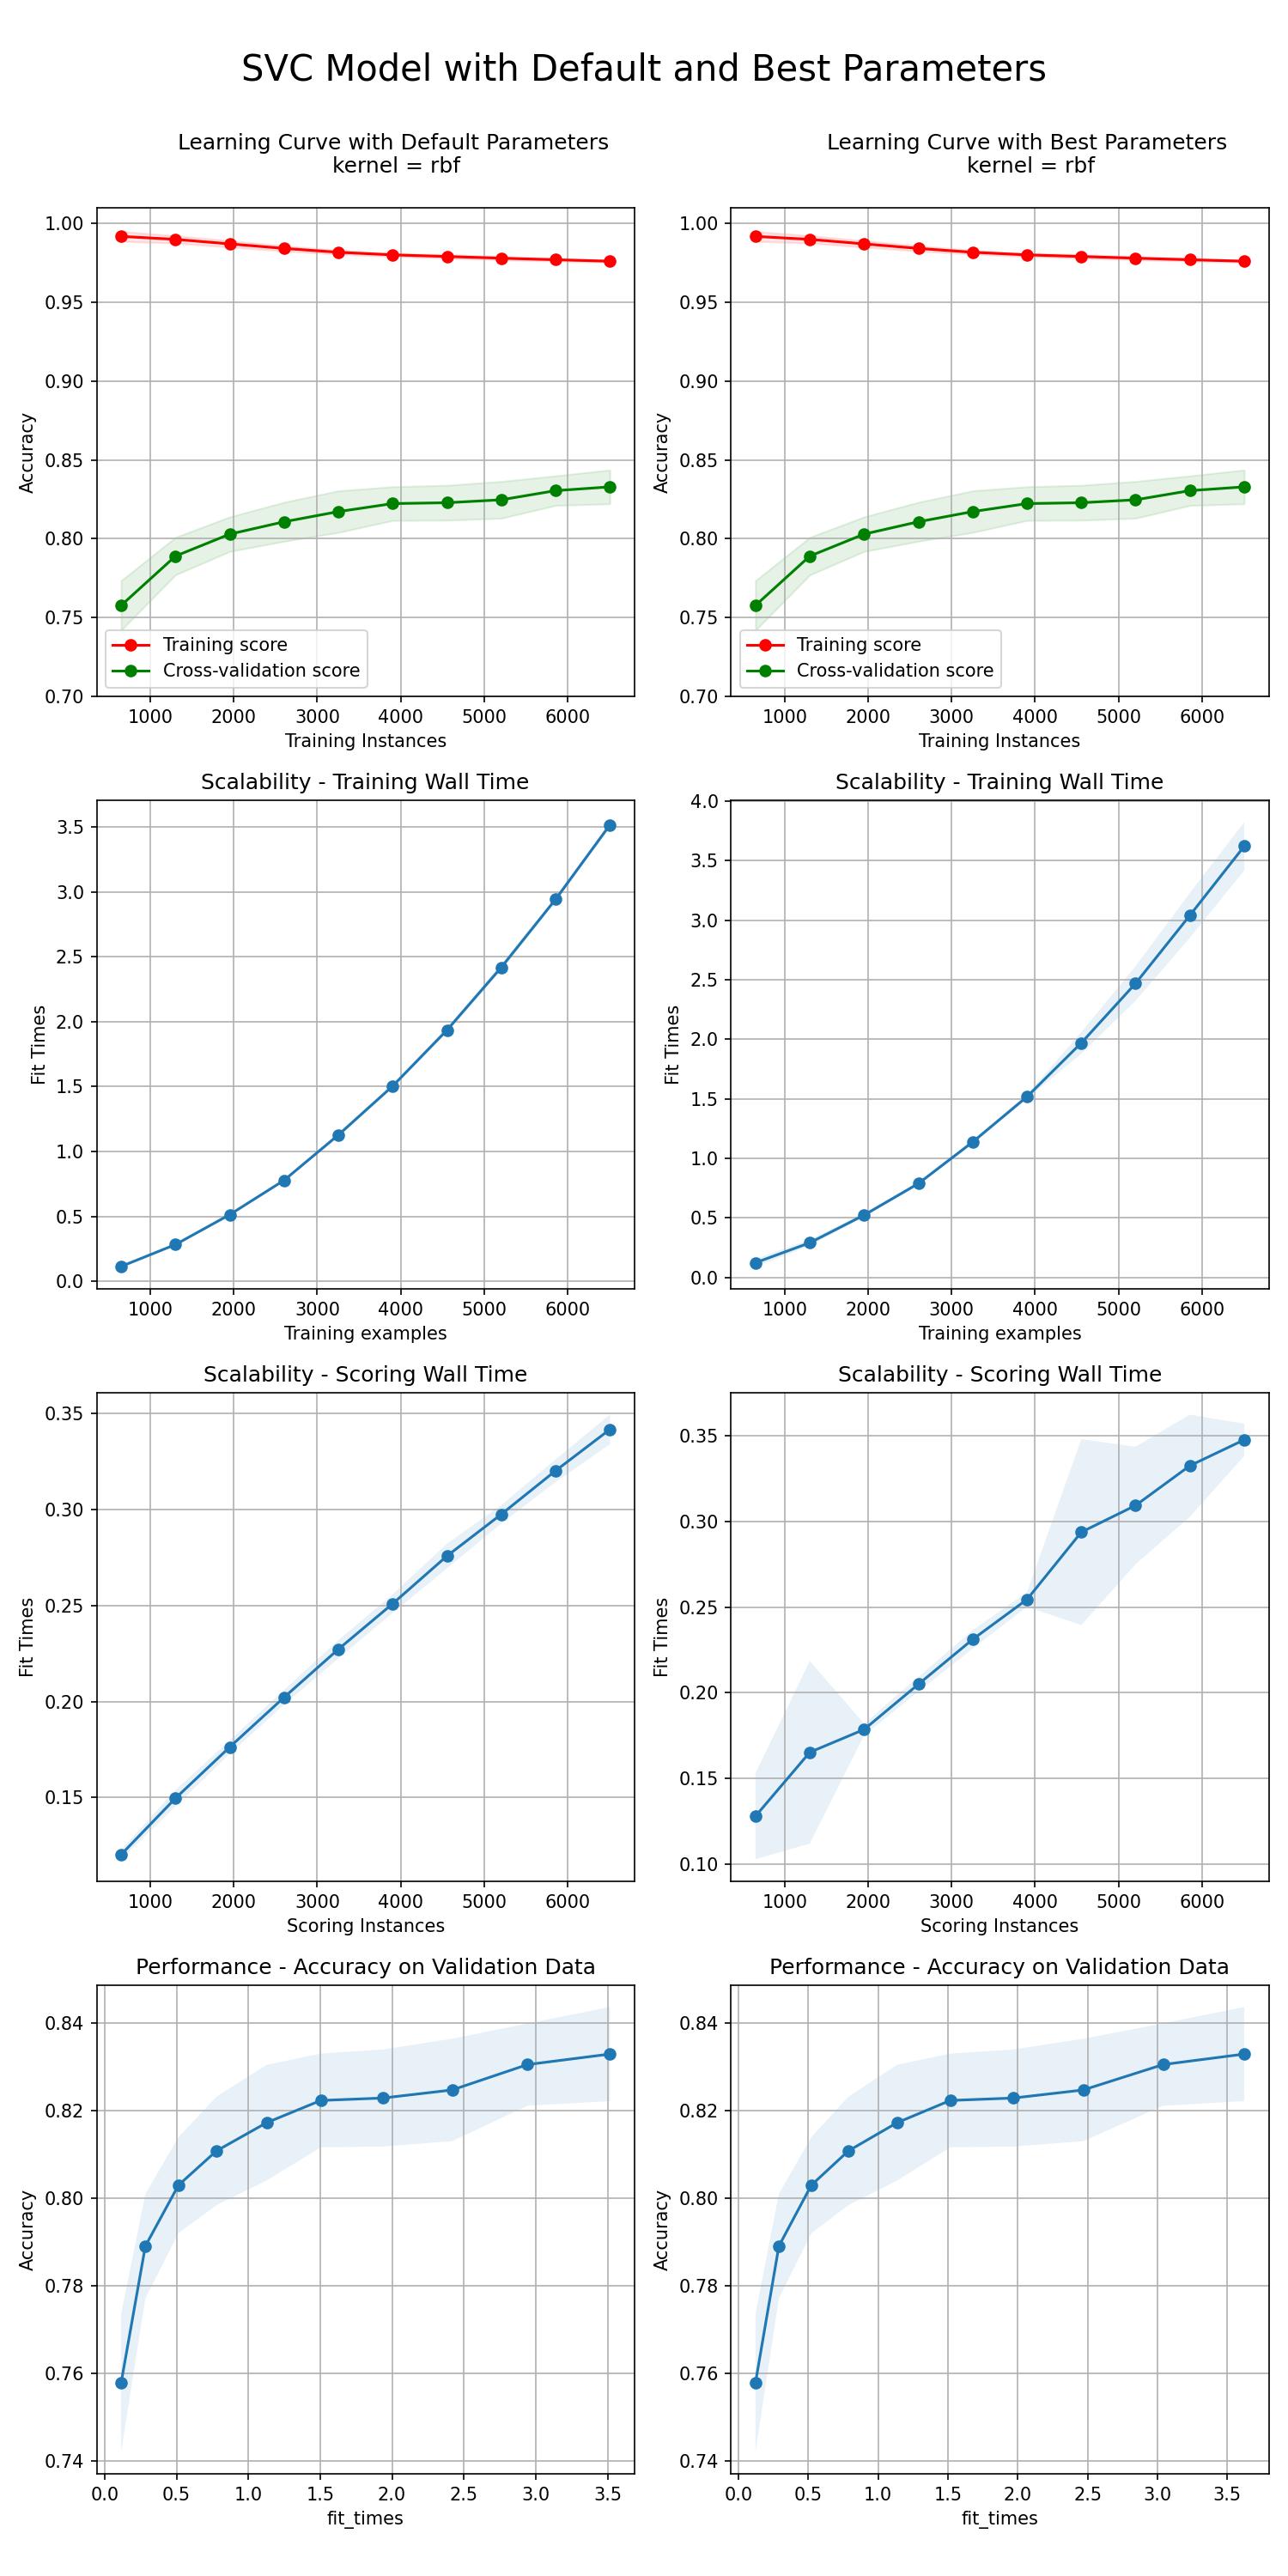 SVC Model with Default and Best Parameters
Learning Curve with Default Parameters
kernel = rbf
1.00
0.95
0.90
0.85
0.80
0.75
0.70
Accuracy
Training score
Cross-validation score
1000 2000 3000 4000 5000 6000
Training Instances
Learning Curve with Best Parameters
kernel = rbf
1.00
0.95
0.90
0.85
0.80
0.75
0.70
Accuracy
Training score
Cross-validation score
1000 2000 3000 4000 5000 6000
Training Instances
Scalability - Training Wall Time
3.5
3.0
2.5
2.0
1.5
1.0
0.5
0.0
Fit Times
1000 2000 3000 4000 5000 6000
Training examples
Scalability - Training Wall Time
4.0
3.5
3.0
2.5
2.0
1.5
1.0
0.5
0.0
Fit Times
1000 2000 3000 4000 5000 6000
Training examples
Scalability - Scoring Wall Time
0.35
0.30
0.25
0.20
0.15
Fit Times
1000 2000 3000 4000 5000 6000
Scoring Instances
Scalability - Scoring Wall Time
0.35
0.30
0.25
0.20
0.15
0.10
Fit Times
1000 2000 3000 4000 5000 6000
Scoring Instances
Performance - Accuracy on Validation Data
0.84
0.82
0.80
0.78
0.76
0.74
Accuracy
0.0 0.5 1.0 1.5 2.0 2.5 3.0 3.5
fit_times
Performance - Accuracy on Validation Data
0.84
0.82
0.80
0.78
0.76
0.74
Accuracy
0.0 0.5 1.0 1.5 2.0 2.5 3.0 3.5
fit_times